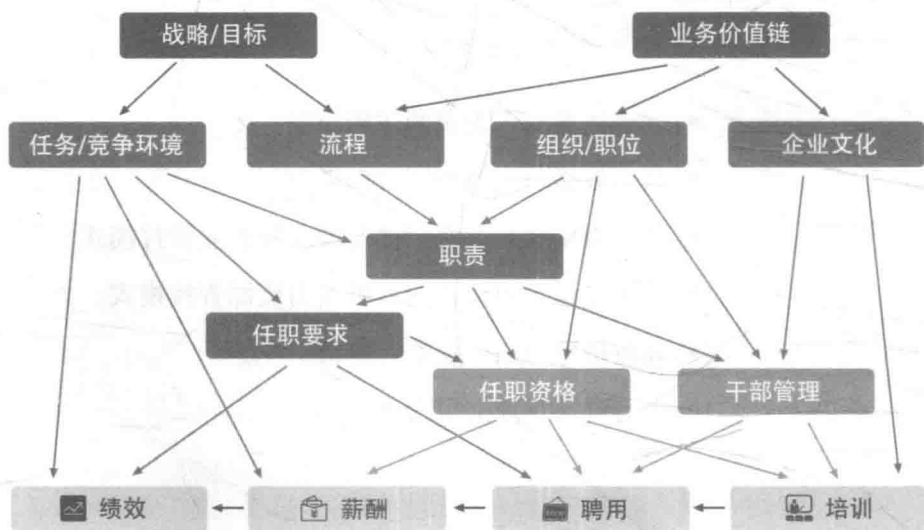 战略/目标
业务价值链
任务/竞争环境
流程
组织/职位
企业文化
职责
任职要求
任职资格
干部管理
绩效
薪酬
聘用
培训